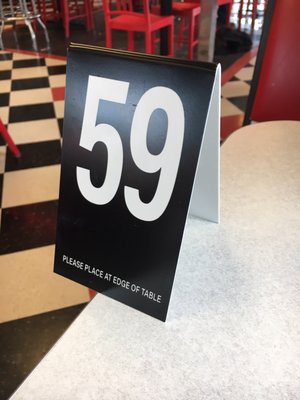 59
PLEASE PLACE AT EDGE OF TABLE